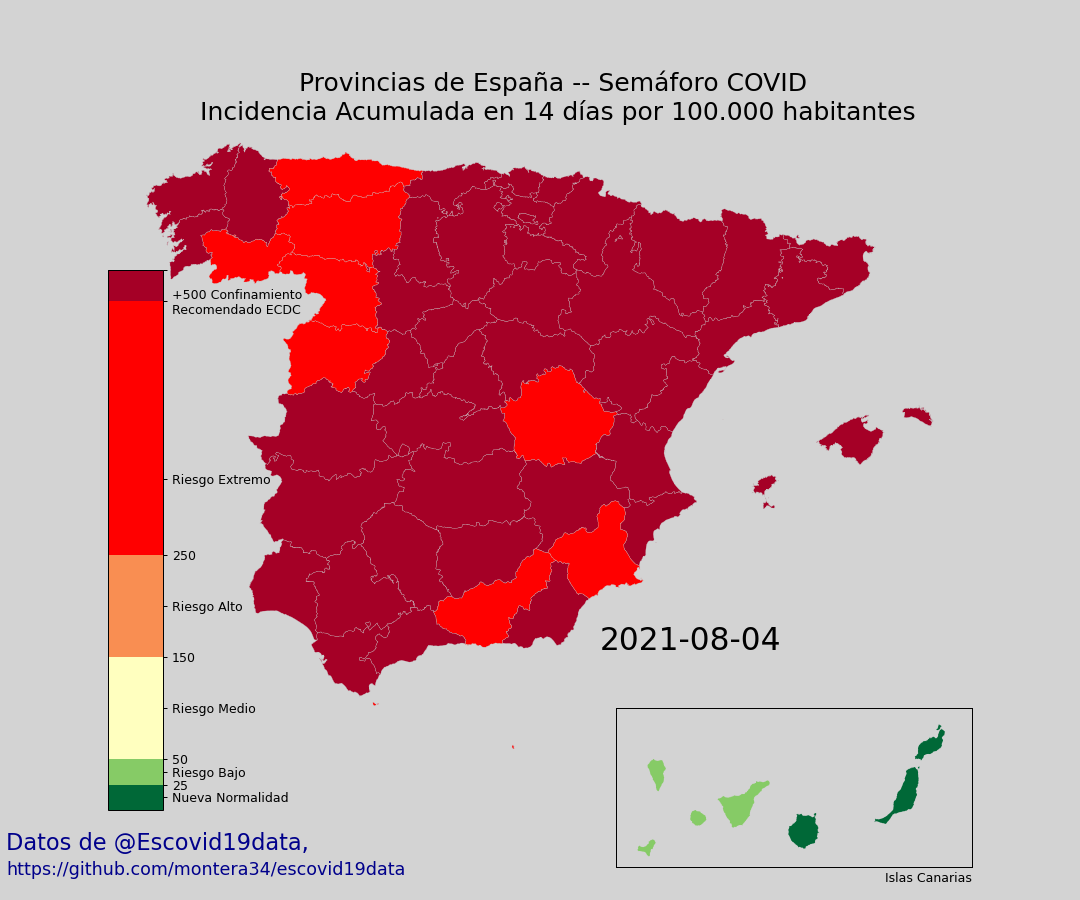 Provincias de España -- Semáforo COVID
Incidencia Acumulada en 14 días por 100.000 habitantes
+500 Confinamiento
Recomendado ECDC
Riesgo Extremo
250
Riesgo Alto
150
Riesgo Medio
50
Riesgo Bajo
25
Nueva Normalidad
2021-08-04
Datos de @Escovid19data,
https://github.com/montera34/escovid19data
Islas Canarias